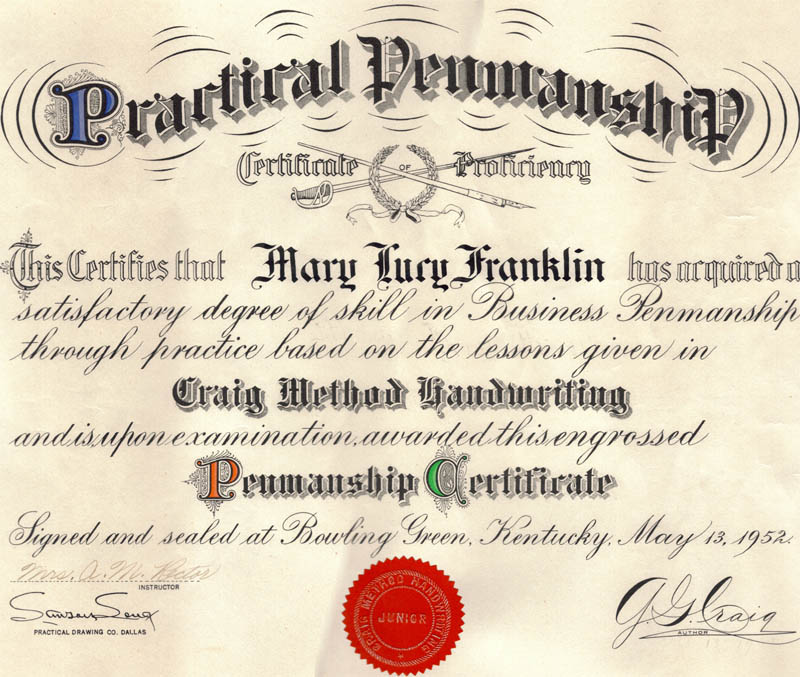 Practical Penmanship
Certificate OF Proficiency
This Certifies that Mary Lucy Franklin has acquired a
satisfactory degree of skill in Business Penmanship
through practice based on the lessons given in
Craig Method Handwriting
and is upon examination, awarded this engrossed
Penmanship Certificate
Signed and sealed at Bowling Green, Kentucky, May 13, 1952.
Mrs. A. M.
INSTRUCTOR
PRACTICAL DRAWING CO. DALLAS
CRAIG METHOD HANDWRITING
JUNIOR
G. G. Craig
AUTHOR